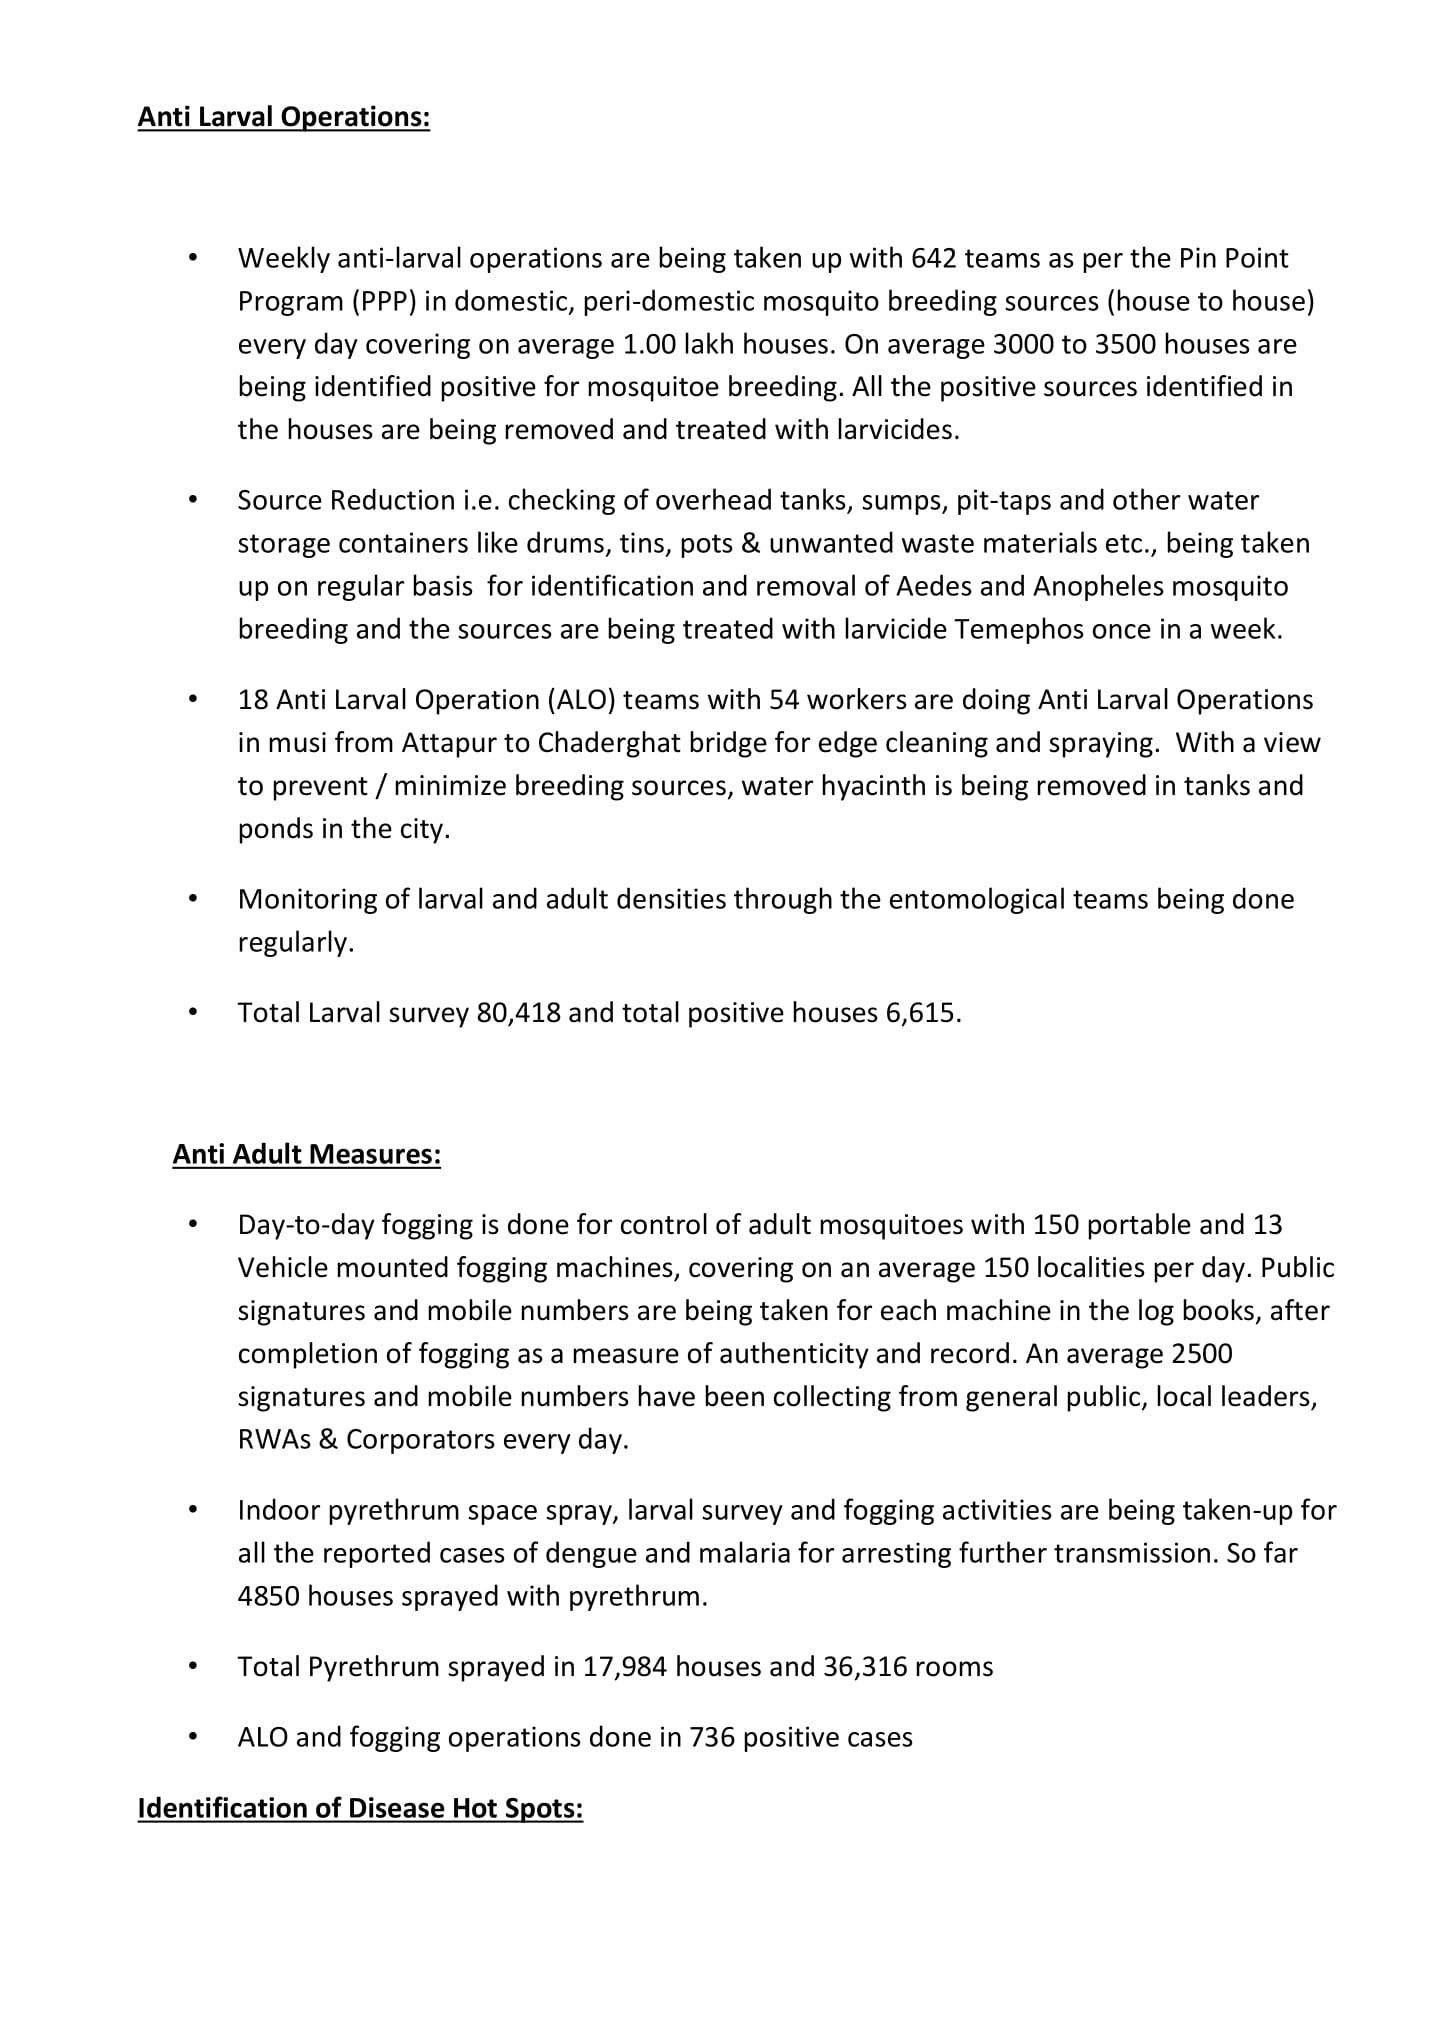 Anti Larval Operations:
• Weekly anti-larval operations are being taken up with 642 teams as per the Pin Point
Program (PPP) in domestic, peri-domestic mosquito breeding sources (house to house)
every day covering on average 1.00 lakh houses. On average 3000 to 3500 houses are
being identified positive for mosquitoe breeding. All the positive sources identified in
the houses are being removed and treated with larvicides.
• Source Reduction i.e. checking of overhead tanks, sumps, pit-taps and other water
storage containers like drums, tins, pots & unwanted waste materials etc., being taken
up on regular basis  for identification and removal of Aedes and Anopheles mosquito
breeding and the sources are being treated with larvicide Temephos once in a week.
• 18 Anti Larval Operation (ALO) teams with 54 workers are doing Anti Larval Operations
in musi from Attapur to Chaderghat bridge for edge cleaning and spraying.  With a view
to prevent / minimize breeding sources, water hyacinth is being removed in tanks and
ponds in the city.
• Monitoring of larval and adult densities through the entomological teams being done
regularly.
• Total Larval survey 80,418 and total positive houses 6,615.
Anti Adult Measures:
• Day-to-day fogging is done for control of adult mosquitoes with 150 portable and 13
Vehicle mounted fogging machines, covering on an average 150 localities per day. Public
signatures and mobile numbers are being taken for each machine in the log books, after
completion of fogging as a measure of authenticity and record. An average 2500
signatures and mobile numbers have been collecting from general public, local leaders,
RWAs & Corporators every day.
• Indoor pyrethrum space spray, larval survey and fogging activities are being taken-up for
all the reported cases of dengue and malaria for arresting further transmission. So far
4850 houses sprayed with pyrethrum.
• Total Pyrethrum sprayed in 17,984 houses and 36,316 rooms
• ALO and fogging operations done in 736 positive cases
Identification of Disease Hot Spots: